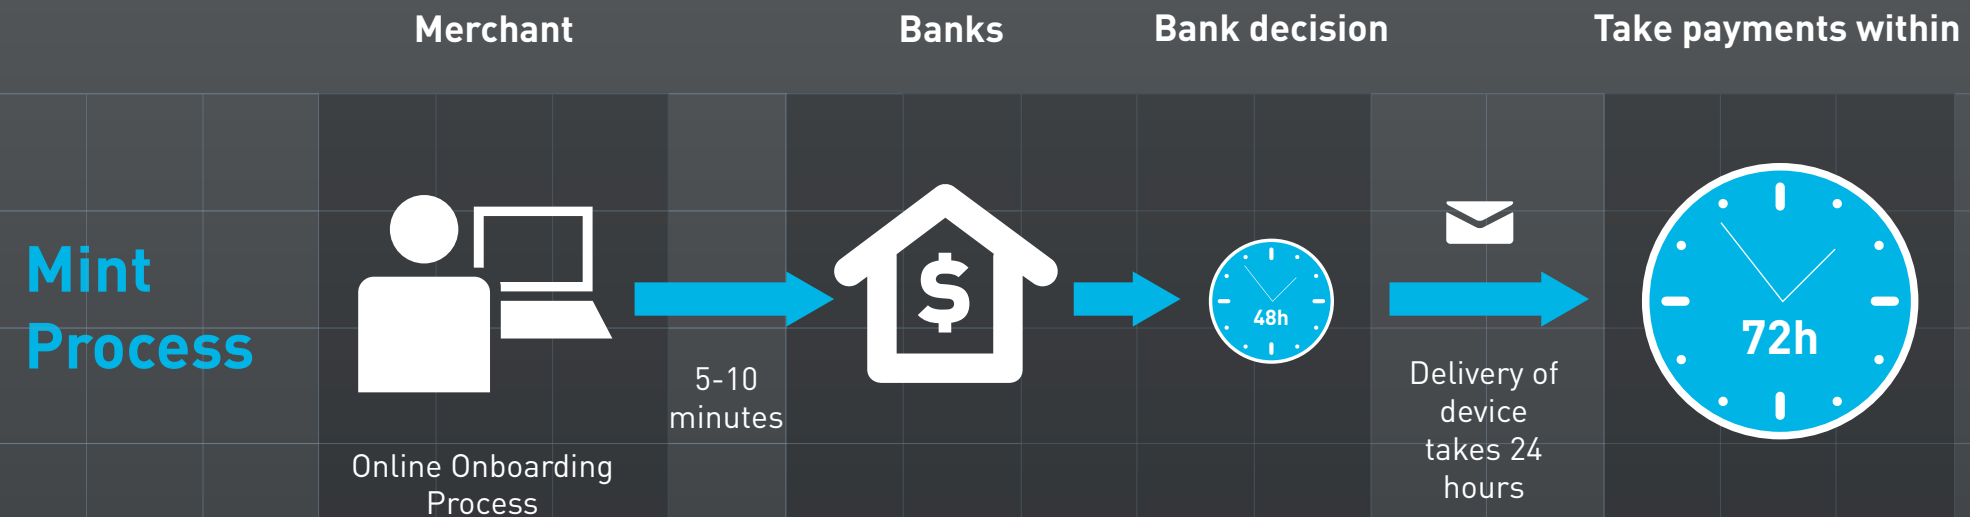 Merchant
Banks
Bank decision
Take payments within
Mint
Process
Online Onboarding
Process
5-10
minutes
$
48h
Delivery of
device
takes 24
hours
72h